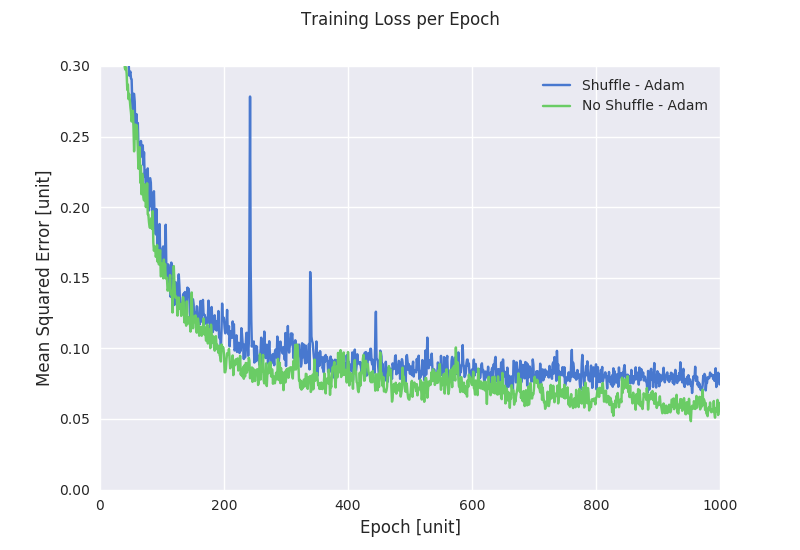 Training Loss per Epoch
Shuffle - Adam
No Shuffle - Adam
Mean Squared Error [unit]
0.30
0.25
0.20
0.15
0.10
0.05
0.00
0 200 400 600 800 1000
Epoch [unit]